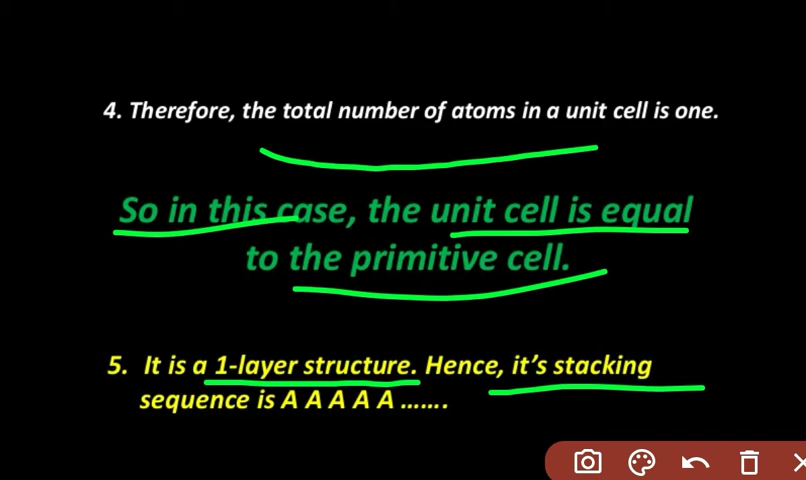 4. Therefore, the total number of atoms in a unit cell is one.
So in this case, the unit cell is equal
to the primitive cell.
5. It is a 1-layer structure. Hence, it's stacking
sequence is A A A A A .......